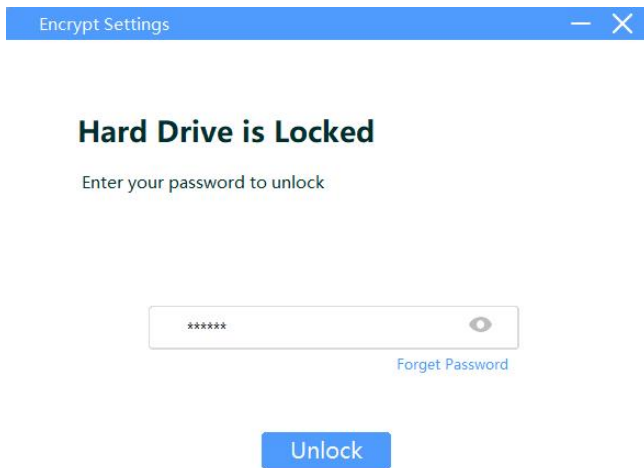 Encrypt Settings
Hard Drive is Locked
Enter your password to unlock
******
Forget Password
Unlock